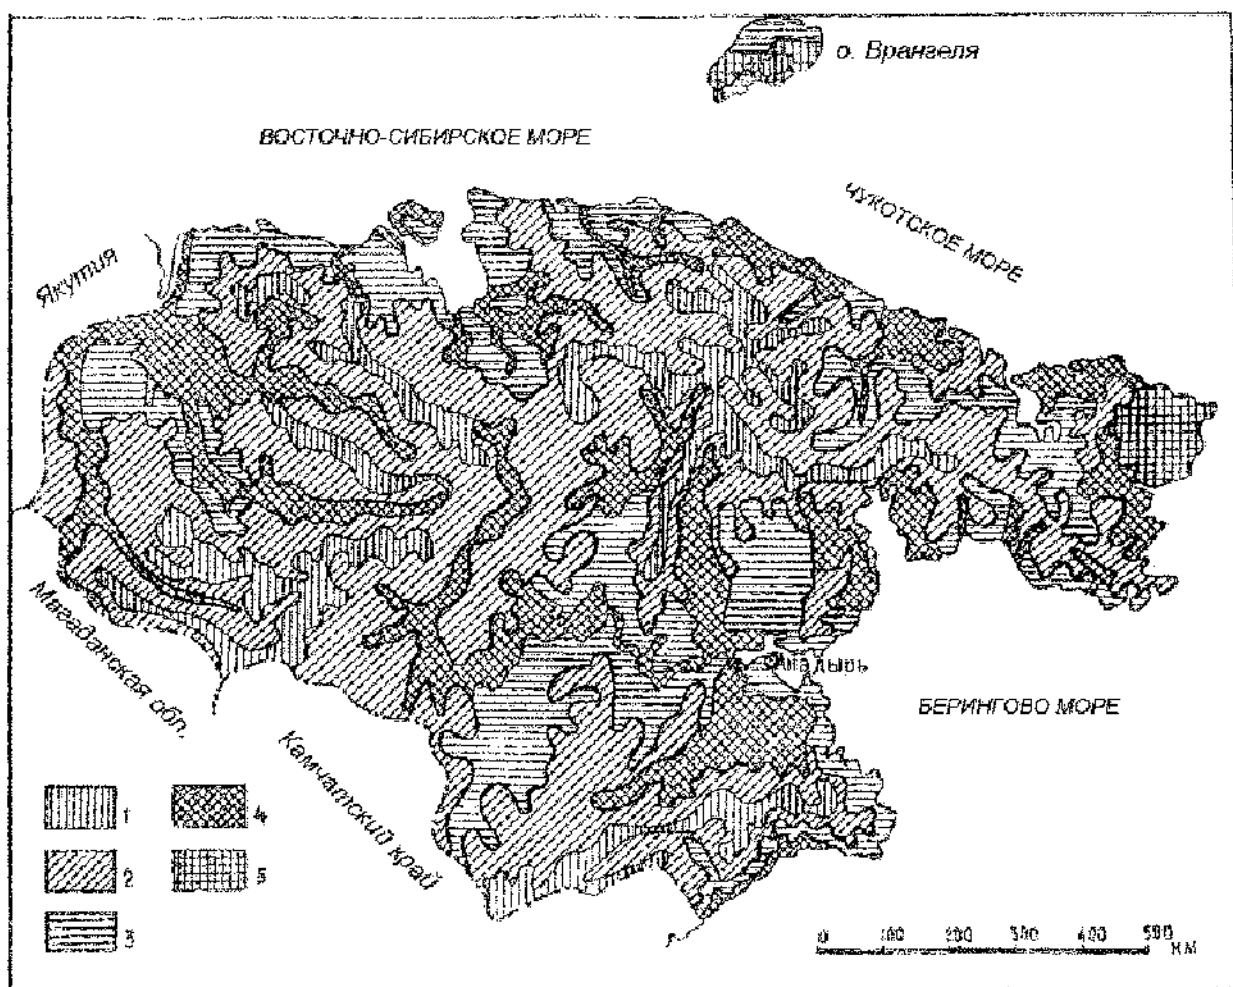 о. Врангеля
ВОСТОЧНО-СИБИРСКОЕ МОРЕ
ЧУКОТСКОЕ МОРЕ
Якутия
Анадырь
Магаданская обл.
БЕРИНГОВО МОРЕ
Камчатский край
1
4
2
5
3
0 100 200 300 400 500
КМ